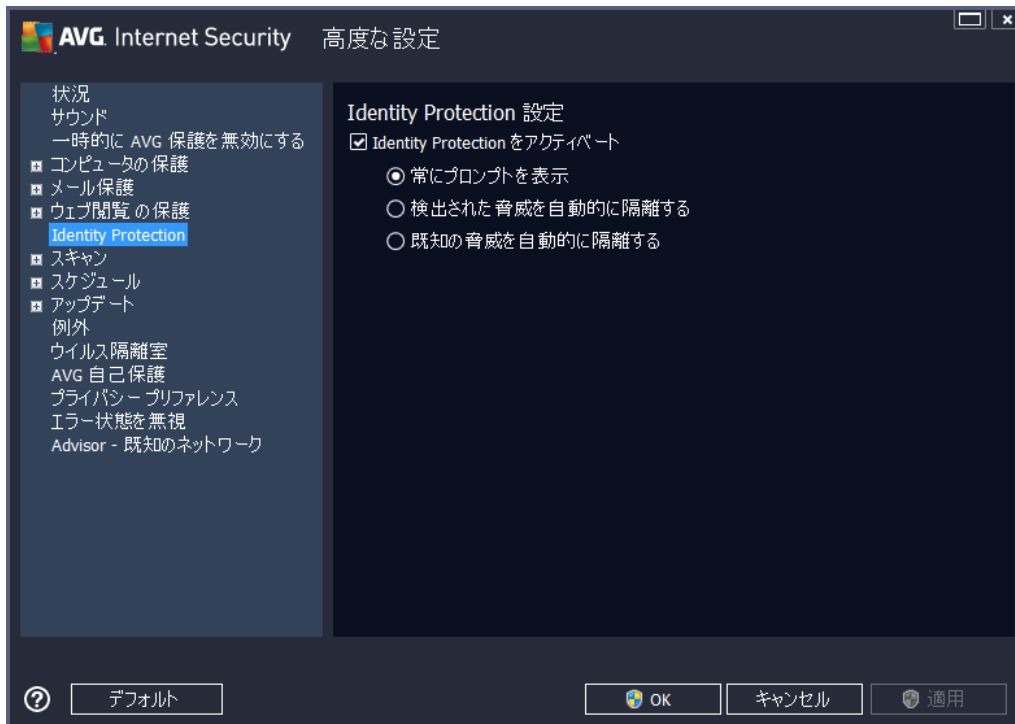 AVG. Internet Security 高度な設定
状況
サウンド
一時的に AVG 保護を無効にする
コンピュータの保護
メール保護
ウェブ閲覧 の保護
Identity Protection
スキャン
スケジュール
アップデート
例外
ウイルス隔離室
AVG 自己保護
プライバシー プリファレンス
エラー状態を無視
Advisor - 既知のネットワーク
Identity Protection 設定
Identity Protection をアクティベート
常にプロンプトを表示
検出された脅威を自動的に隔離する
既知の脅威を自動的に隔離する
? デフォルト OK キャンセル 適用